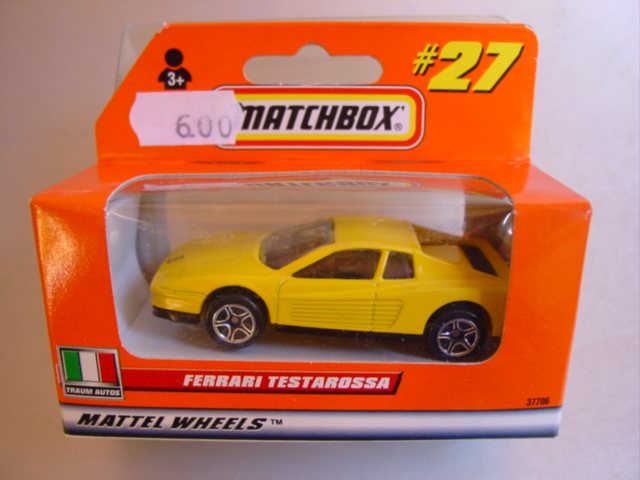 #27
3+
6.00
MATCHBOX®
FERRARI TESTAROSSA
TRAUM AUTOS
37706
MATTEL WHEELS™